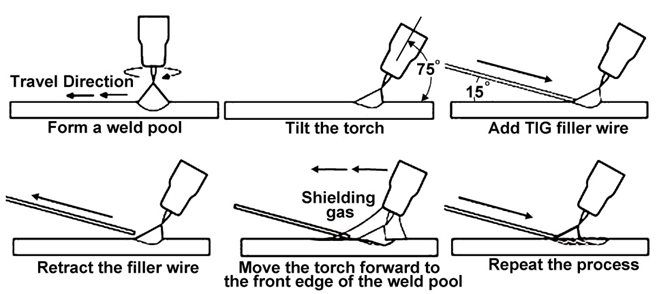 Travel Direction
Form a weld pool
75°
Tilt the torch
15°
Add TIG filler wire
Retract the filler wire
Shielding
gas
Move the torch forward to
the front edge of the weld pool
Repeat the process